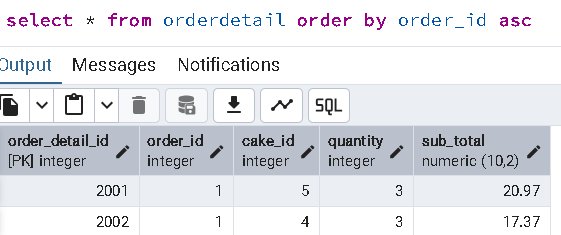 select * from orderdetail order by order_id asc
Output Messages Notifications
SQL
order_detail_id order_id cake_id quantity sub_total
[PK] integer integer integer integer numeric (10,2)
2001 1 5 3 20.97
2002 1 4 3 17.37